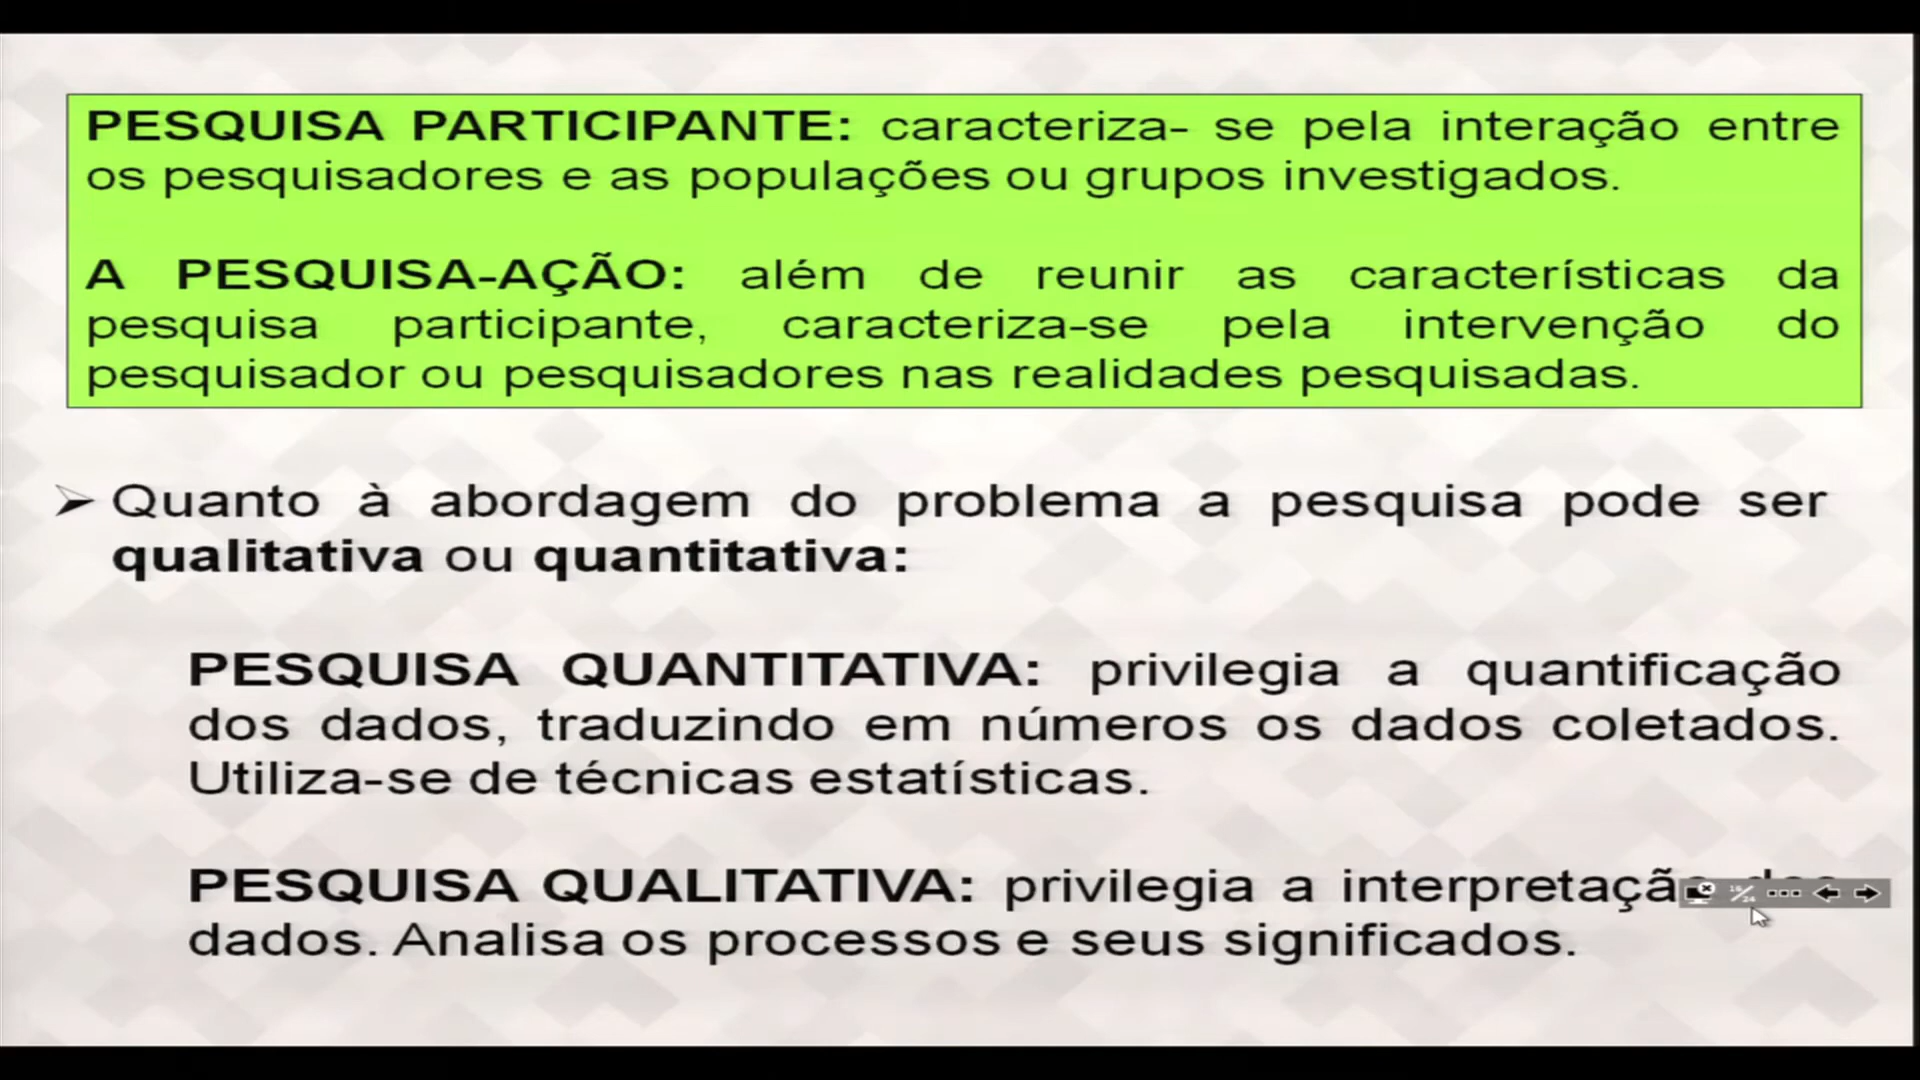 PESQUISA PARTICIPANTE: caracteriza- se pela interação entre
os pesquisadores e as populações ou grupos investigados.
A PESQUISA-AÇÃO: além de reunir as características da
pesquisa participante, caracteriza-se pela intervenção do
pesquisador ou pesquisadores nas realidades pesquisadas.
Quanto à abordagem do problema a pesquisa pode ser
qualitativa ou quantitativa:
PESQUISA QUANTITATIVA: privilegia a quantificação
dos dados, traduzindo em números os dados coletados.
Utiliza-se de técnicas estatísticas.
PESQUISA QUALITATIVA: privilegia a interpretação
dados. Analisa os processos e seus significados.